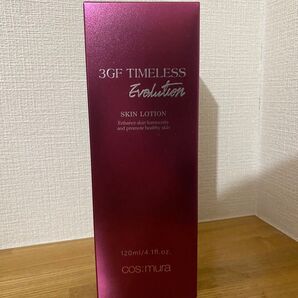 3GF TIMELESS
Evolution
SKIN LOTION
Enhance skin luminosity
and promote healthy skin
120ml/4.1fl.oz.
cos:mura